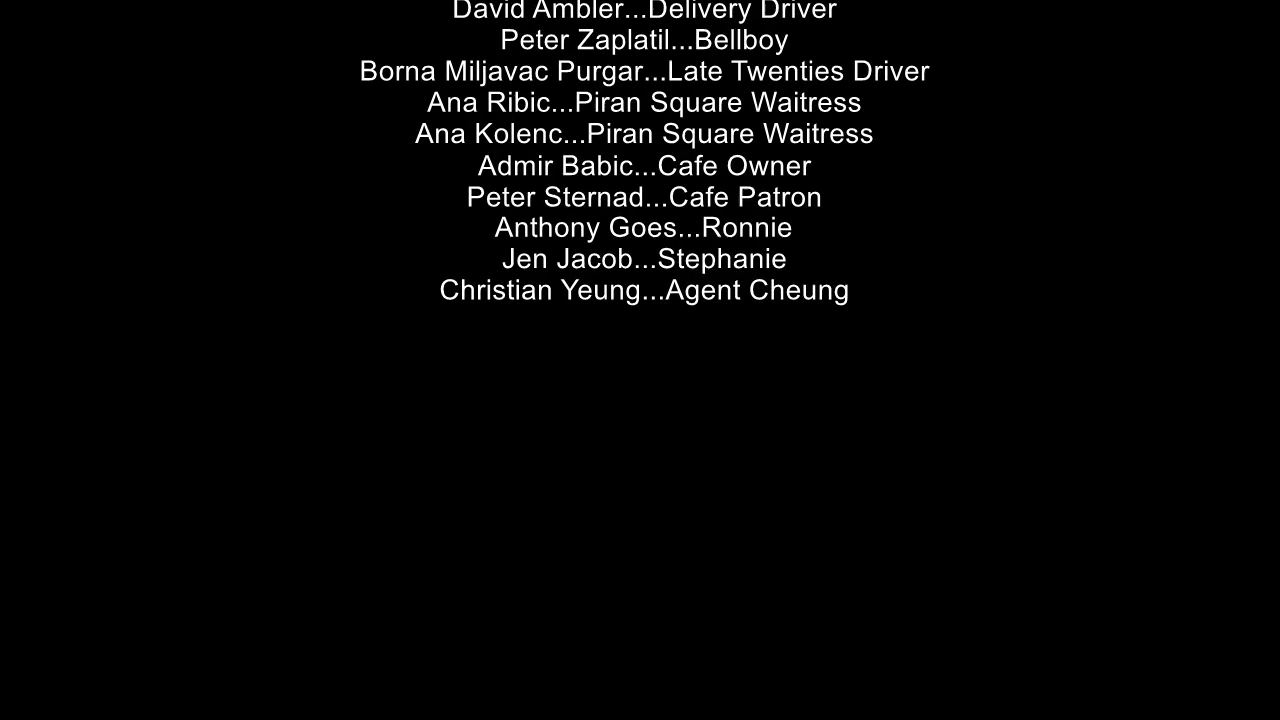 David Ambler...Delivery Driver
Peter Zaplatil...Bellboy
Borna Miljavac Purgar...Late Twenties Driver
Ana Ribic...Piran Square Waitress
Ana Kolenc...Piran Square Waitress
Admir Babic...Cafe Owner
Peter Sternad...Cafe Patron
Anthony Goes...Ronnie
Jen Jacob...Stephanie
Christian Yeung...Agent Cheung